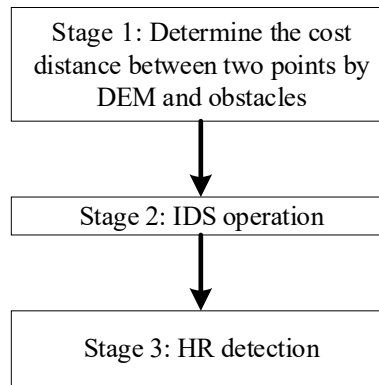 Stage 1: Determine the cost
distance between two points by
DEM and obstacles
Stage 2: IDS operation
Stage 3: HR detection